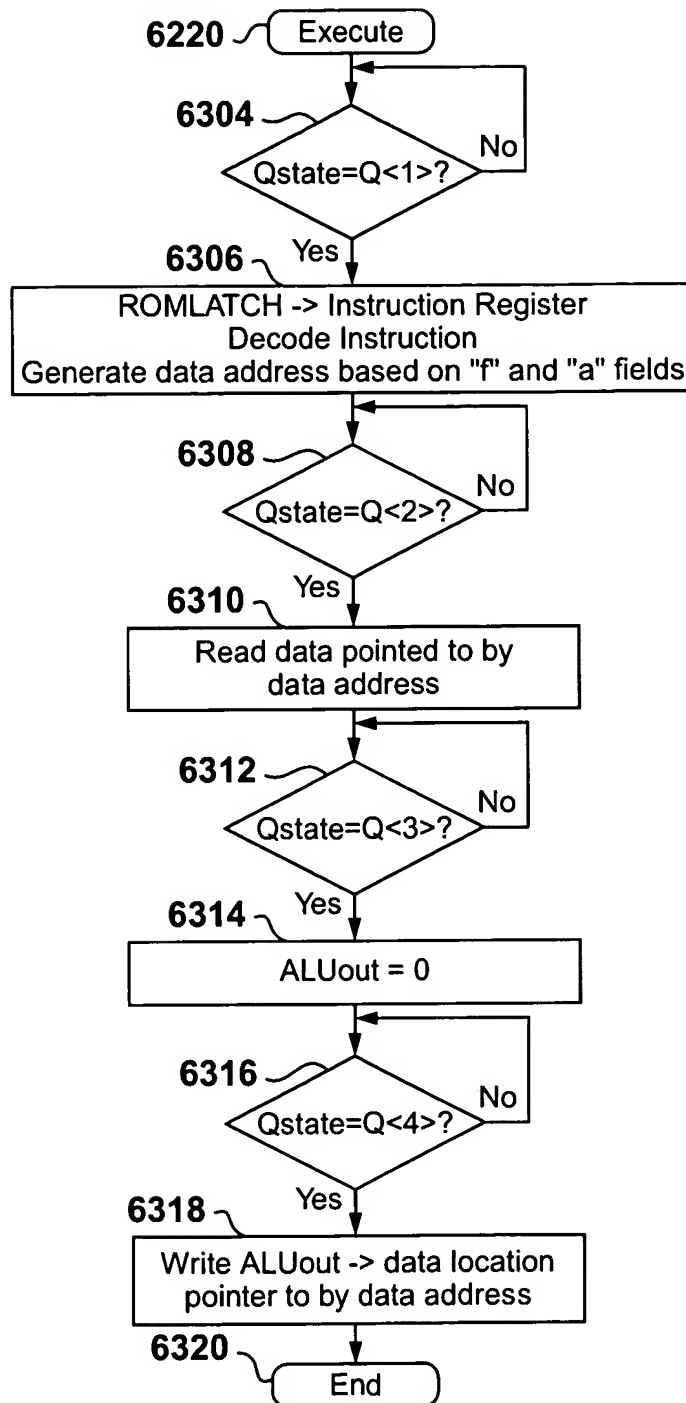 6220 Execute
6304
No
Qstate=Q<1>?
Yes
6306
ROMLATCH -> Instruction Register
Decode Instruction
Generate data address based on "f" and "a" fields
6308
No
Qstate=Q<2>?
Yes
6310
Read data pointed to by
data address
6312
No
Qstate=Q<3>?
Yes
6314
ALUout = 0
6316
No
Qstate=Q<4>?
Yes
6318
Write ALUout -> data location
pointer to by data address
6320
End